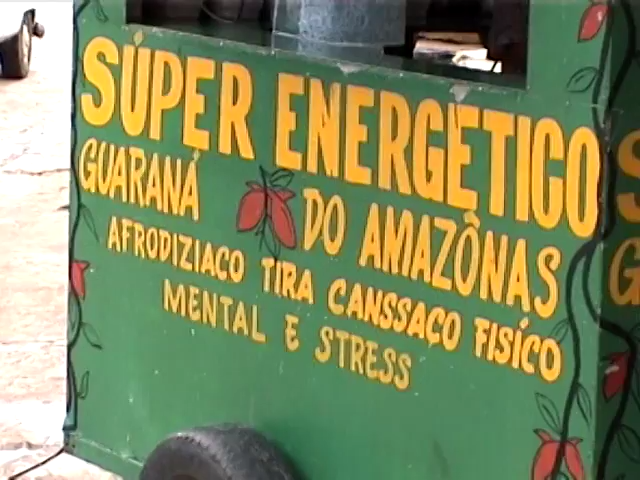 SÚPER ENERGÉTICO
GUARANÁ DO AMAZÔNAS
AFRODIZIACO TIRA CANSSAÇO FISÍCO
MENTAL E STRESS